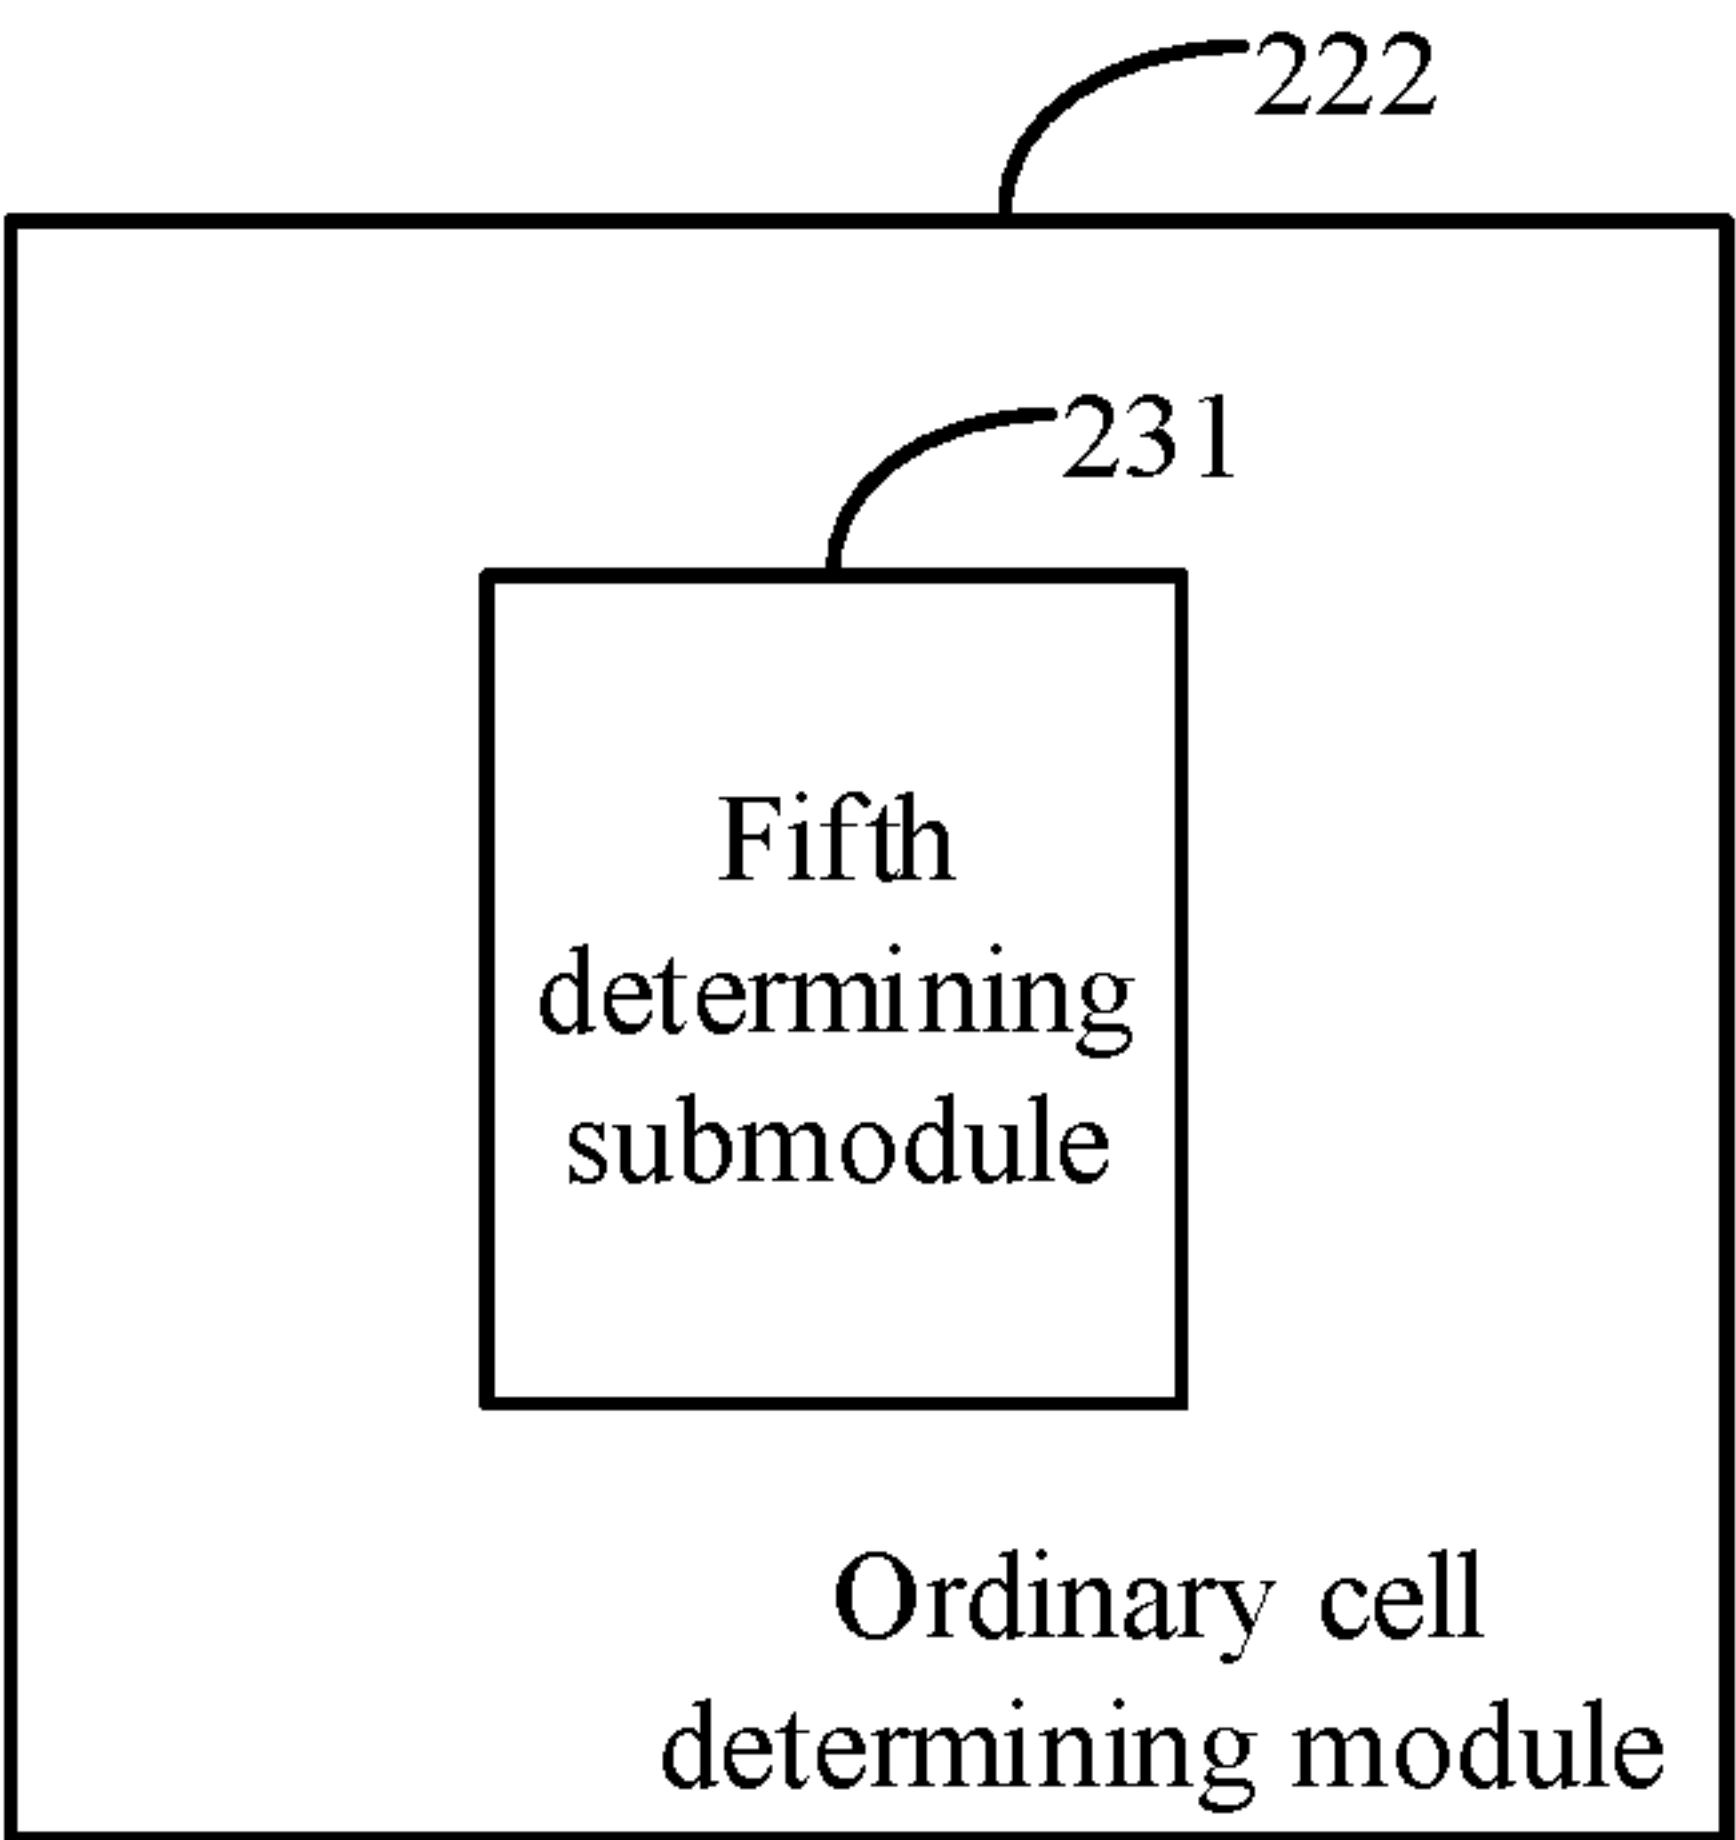 222
231
Fifth
determining
submodule
Ordinary cell
determining module